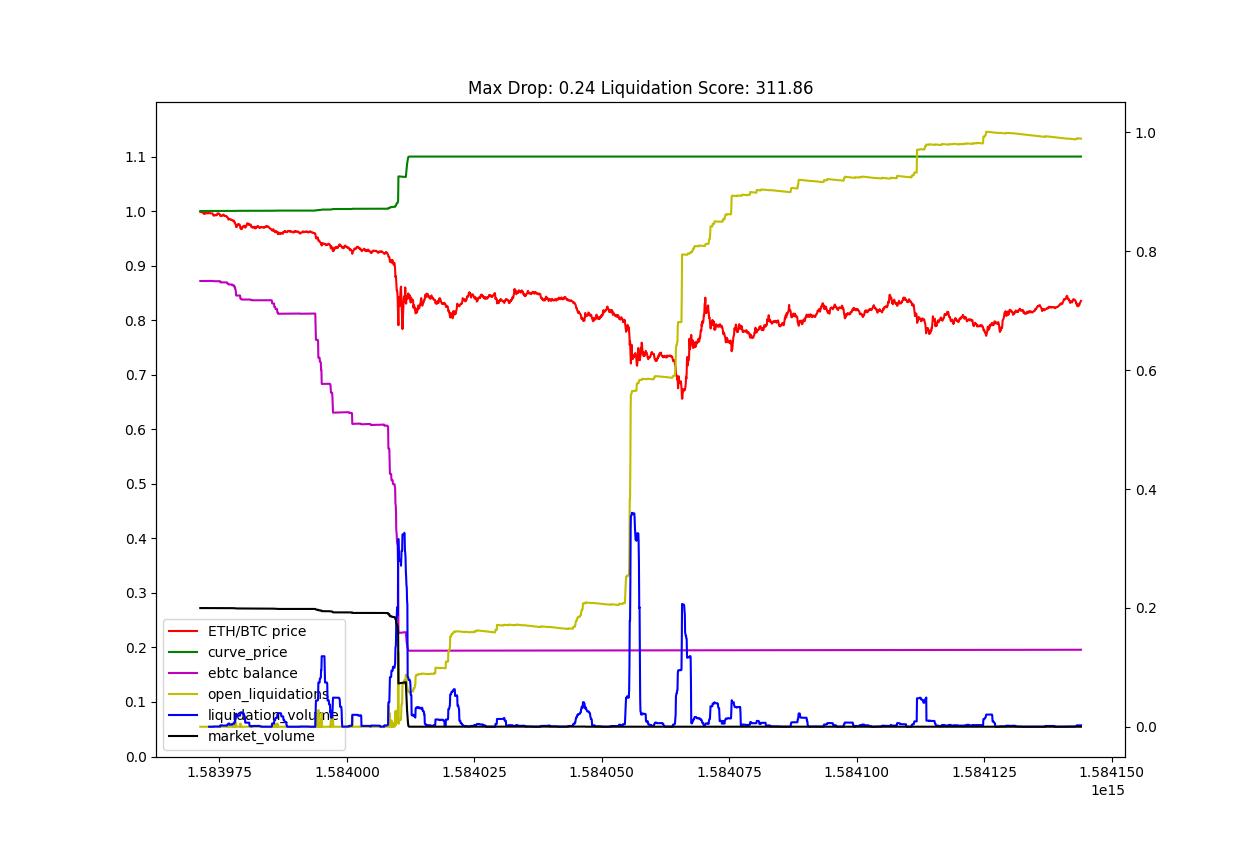 Max Drop: 0.24 Liquidation Score: 311.86
1.1
1.0
0.9
0.8
0.7
0.6
0.5
0.4
0.3
0.2
0.1
0.0
1.0
0.8
0.6
0.4
0.2
0.0
ETH/BTC price
curve_price
ebtc balance
open_liquidations
liquidation_volume
market_volume
1.583975 1.584000 1.584025 1.584050 1.584075 1.584100 1.584125 1.584150
1e15